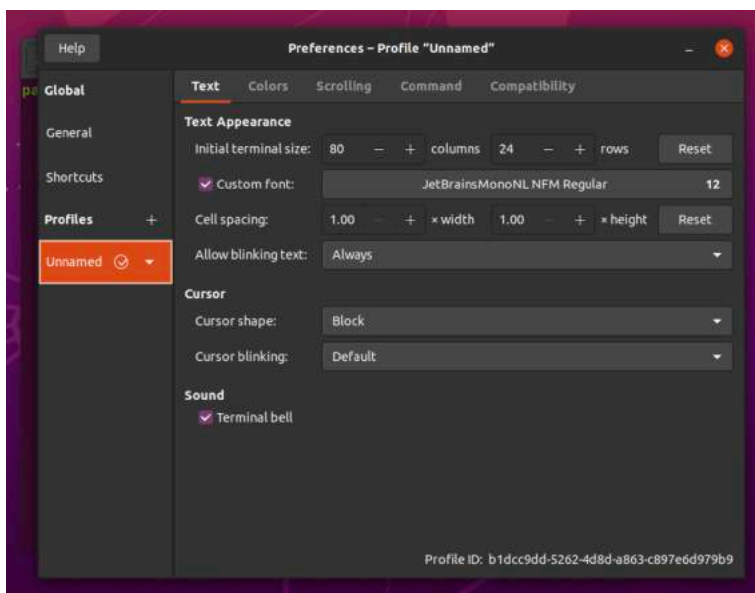 Help
Preferences – Profile "Unnamed"
Global
General
Shortcuts
Profiles +
Unnamed
Text Colors Scrolling Command Compatibility
Text Appearance
Initial terminal size: 80 − + columns 24 − + rows Reset
Custom font: JetBrainsMonoNL NFM Regular 12
Cell spacing: 1.00 − + × width 1.00 − + × height Reset
Allow blinking text: Always
Cursor
Cursor shape: Block
Cursor blinking: Default
Sound
Terminal bell
Profile ID: b1dcc9dd-5262-4d8d-a863-c897e6d979b9